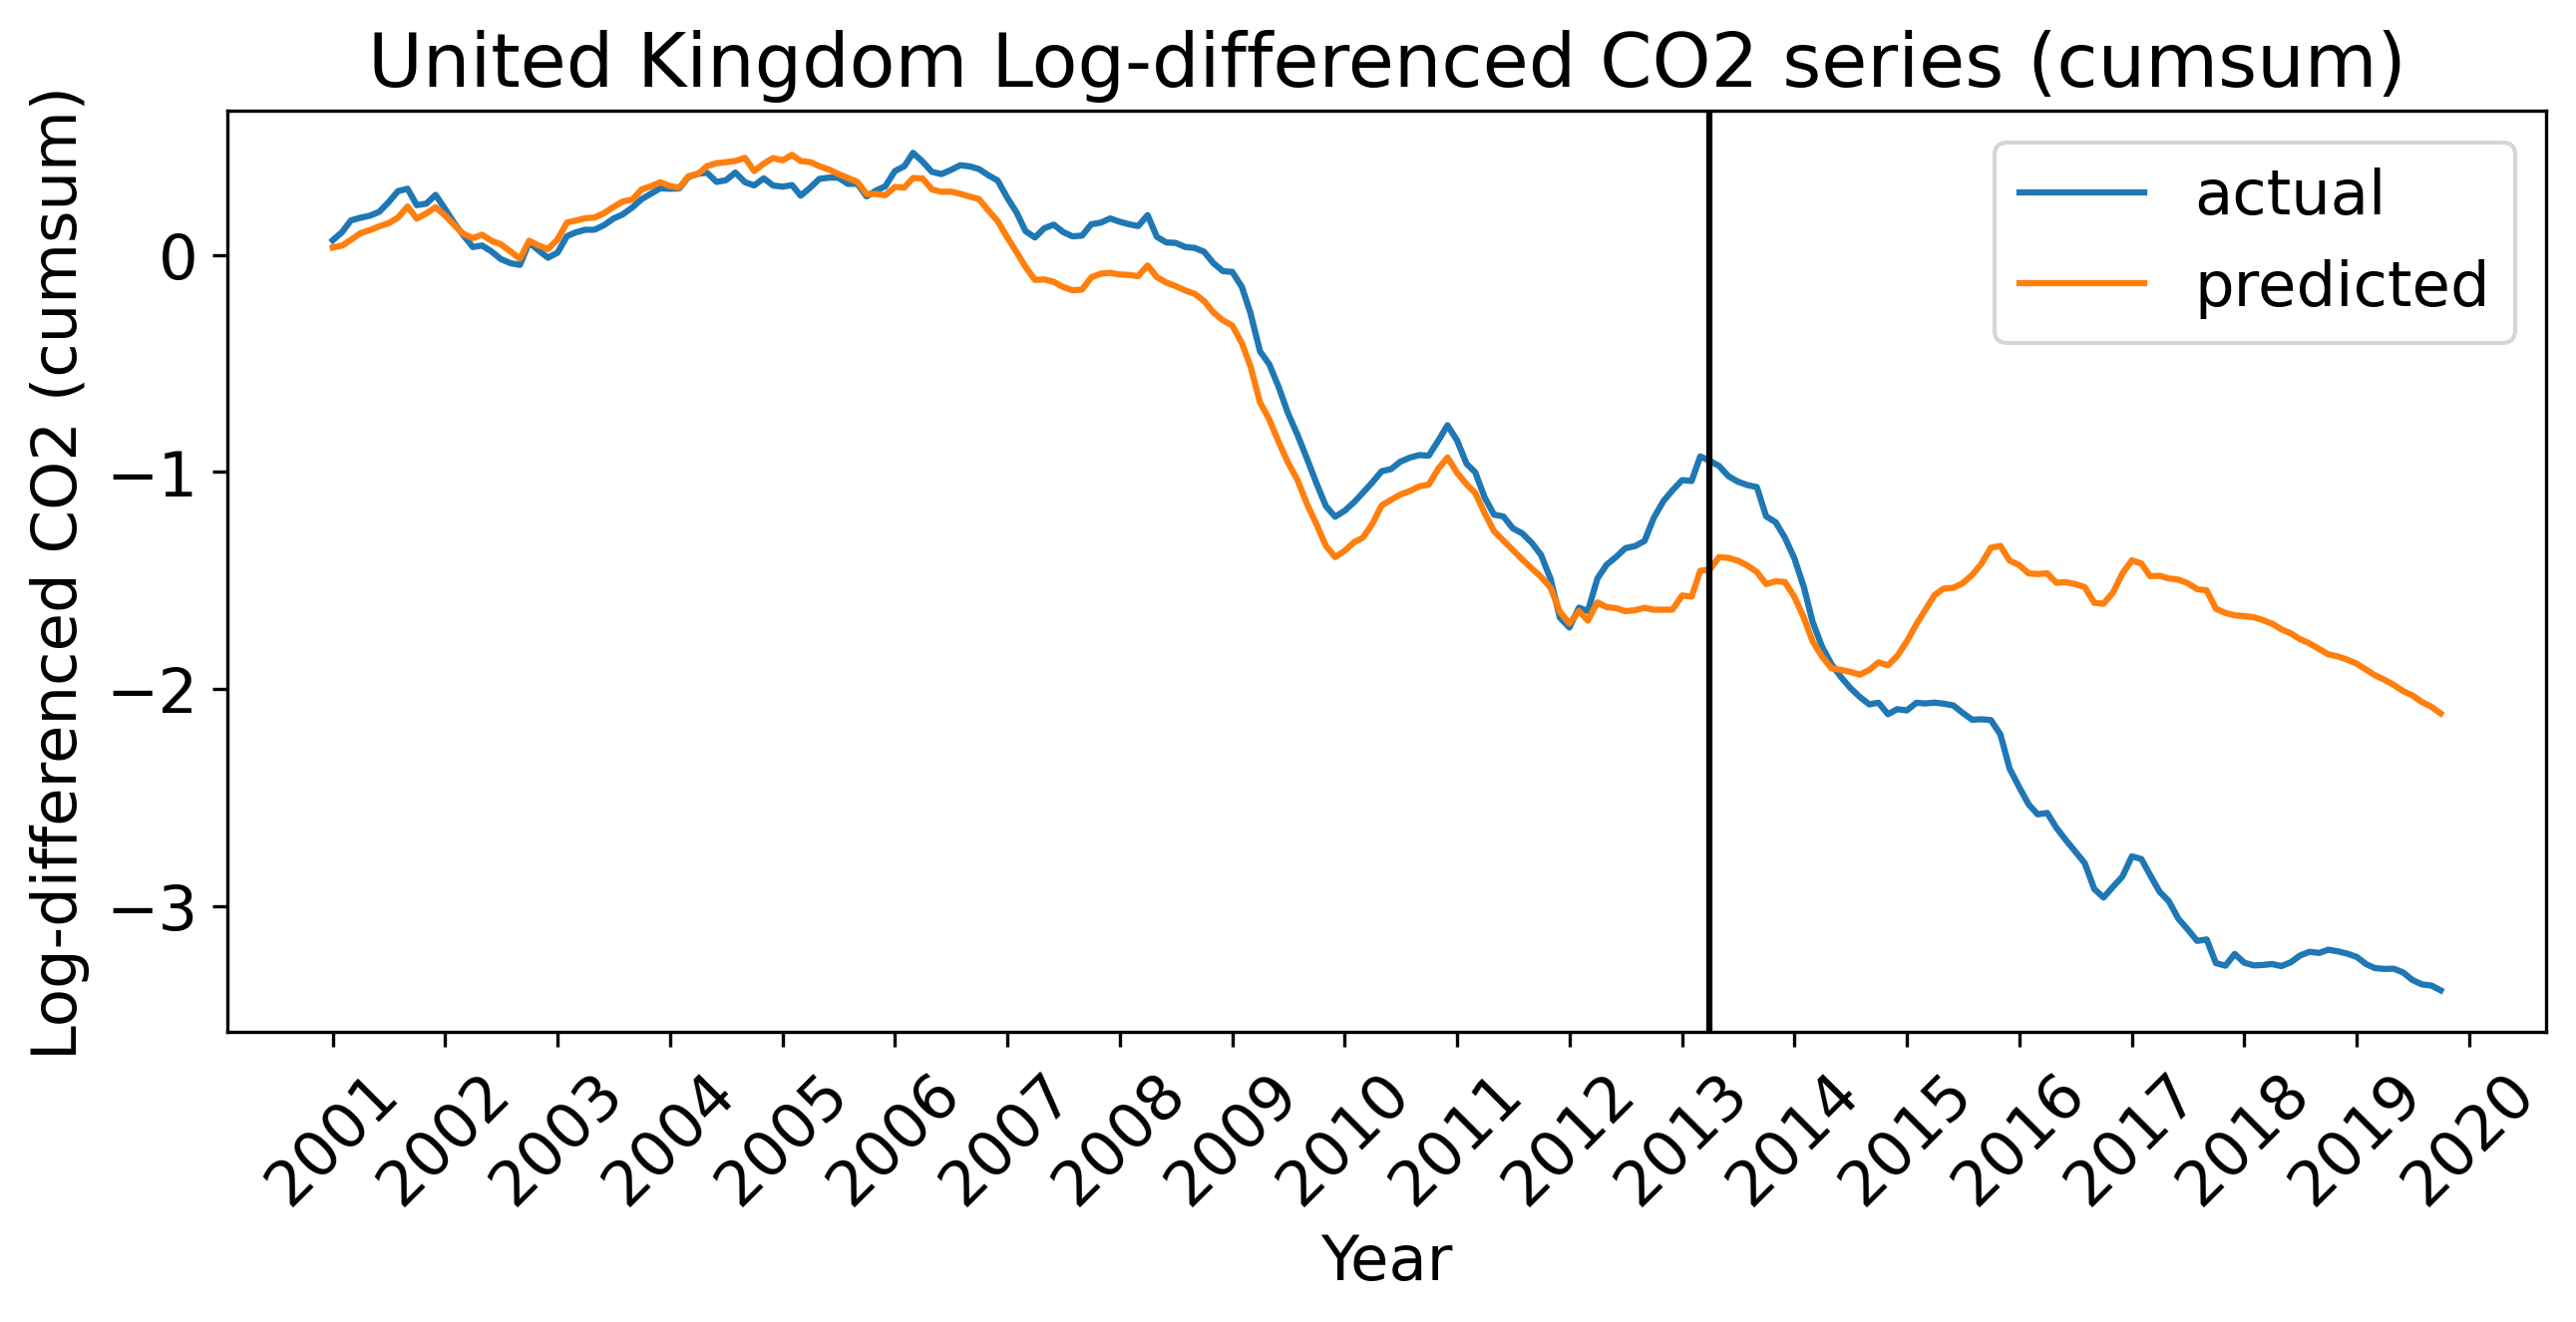 United Kingdom Log-differenced CO2 series (cumsum)
Log-differenced CO2 (cumsum)
0
−1
−2
−3
actual
predicted
2001 2002 2003 2004 2005 2006 2007 2008 2009 2010 2011 2012 2013 2014 2015 2016 2017 2018 2019 2020
Year